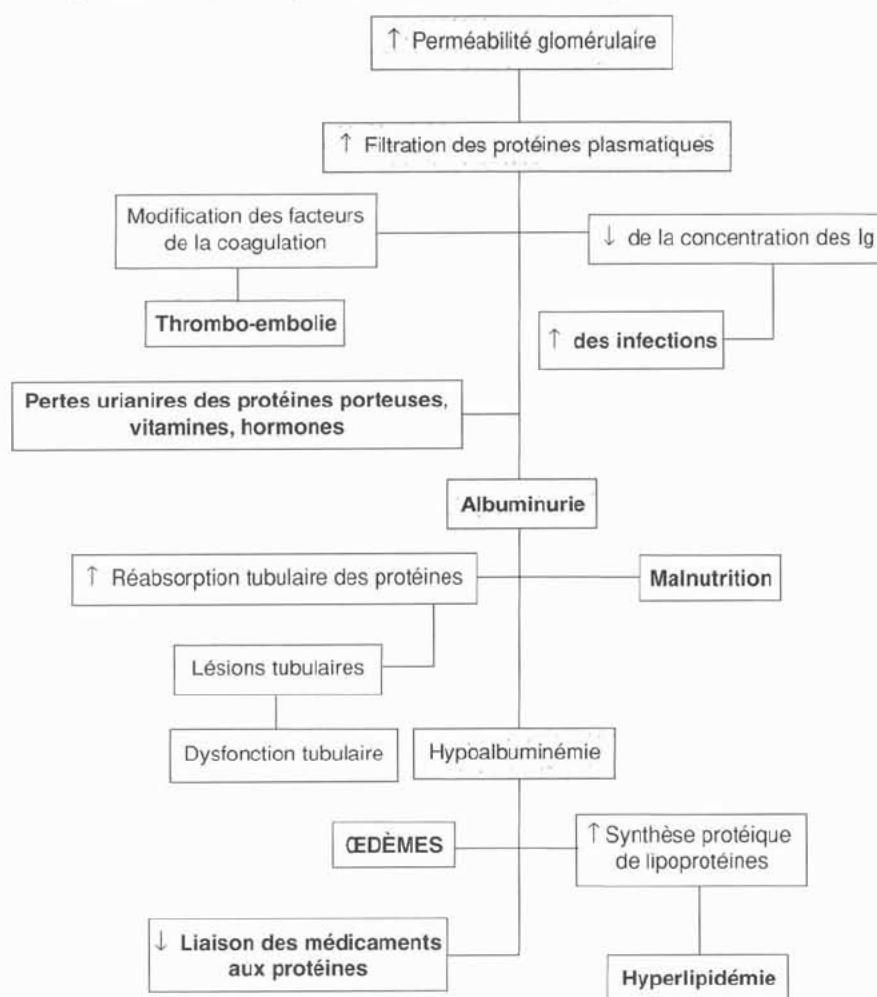 ↑ Perméabilité glomérulaire
↑ Filtration des protéines plasmatiques
Modification des facteurs
de la coagulation
↓ de la concentration des Ig
Thrombo-embolie
↑ des infections
Pertes urianires des protéines porteuses,
vitamines, hormones
Albuminurie
↑ Réabsorption tubulaire des protéines
Malnutrition
Lésions tubulaires
Dysfonction tubulaire
Hypoalbuminémie
ŒDÈMES
↑ Synthèse protéique
de lipoprotéines
↓ Liaison des médicaments
aux protéines
Hyperlipidémie